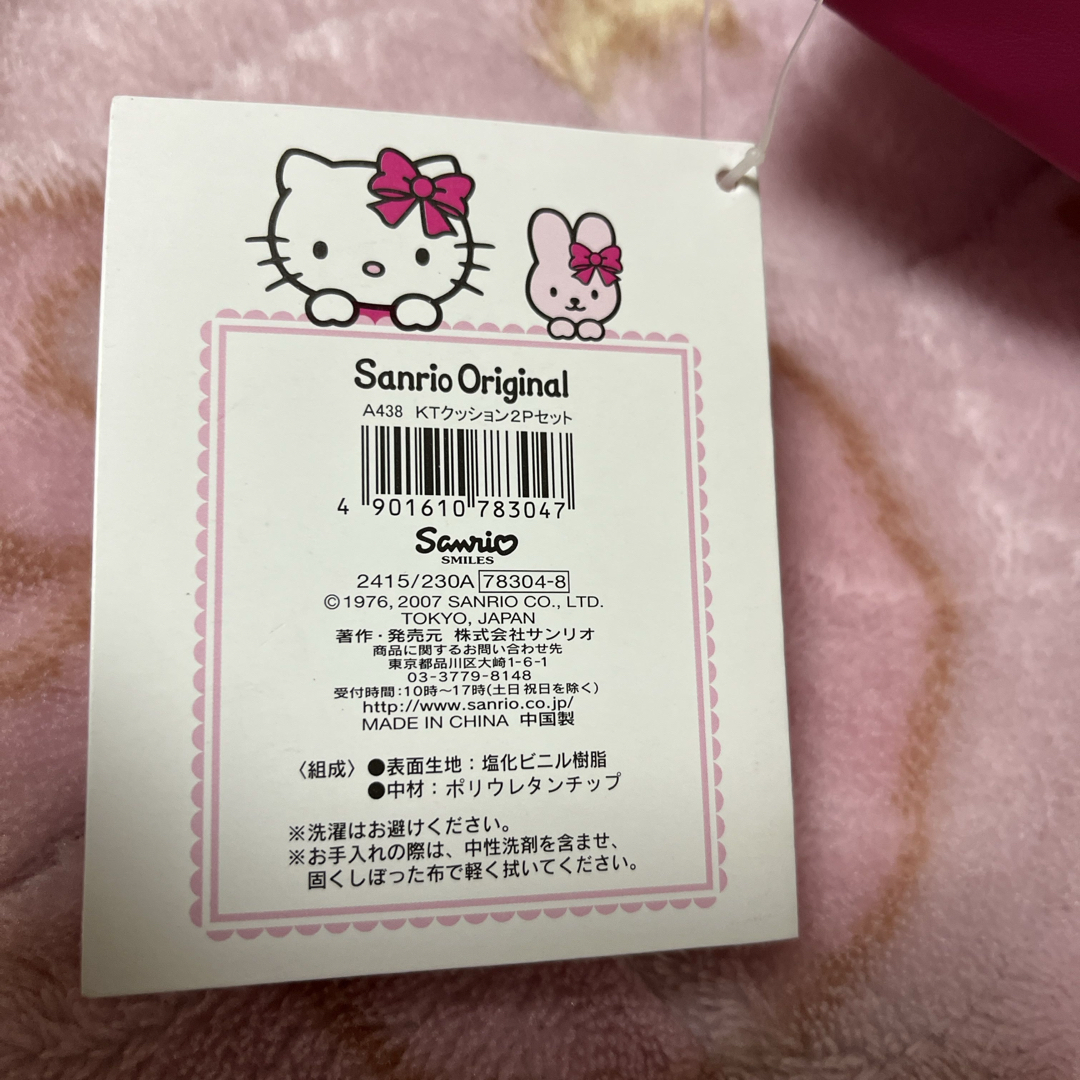 Sanrio Original
A438 KTクッション2Pセット
4 901610 783047
Sanrio
SMILES
2415/230A 78304-8
©1976, 2007 SANRIO CO., LTD.
TOKYO, JAPAN
著作・発売元 株式会社サンリオ
商品に関するお問い合わせ先
東京都品川区大崎1-6-1
03-3779-8148
受付時間:10時〜17時(土日祝日を除く)
http://www.sanrio.co.jp/
MADE IN CHINA 中国製
〈組成〉●表面生地:塩化ビニル樹脂
●中材:ポリウレタンチップ
※洗濯はお避けください。
※お手入れの際は、中性洗剤を含ませ、
固くしぼった布で軽く拭いてください。